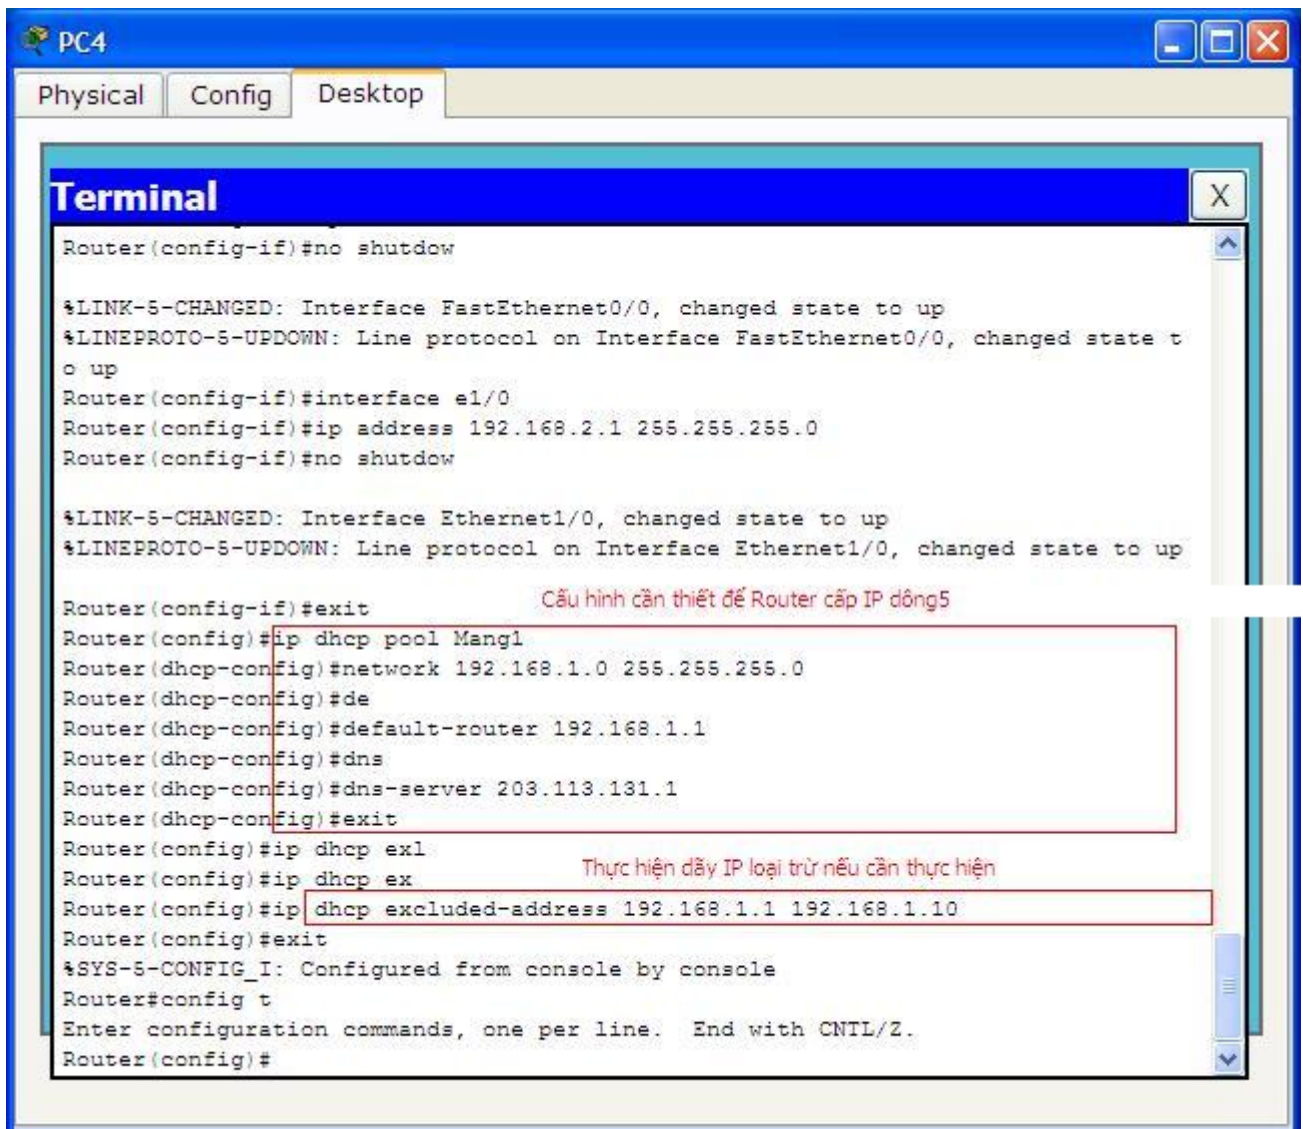 PC4
Physical Config Desktop
Terminal
X
Router(config-if)#no shutdow
%LINK-5-CHANGED: Interface FastEthernet0/0, changed state to up
%LINEPROTO-5-UPDOWN: Line protocol on Interface FastEthernet0/0, changed state t
o up
Router(config-if)#interface e1/0
Router(config-if)#ip address 192.168.2.1 255.255.255.0
Router(config-if)#no shutdow
%LINK-5-CHANGED: Interface Ethernet1/0, changed state to up
%LINEPROTO-5-UPDOWN: Line protocol on Interface Ethernet1/0, changed state to up
Cấu hình cần thiết để Router cấp IP dông5
Router(config-if)#exit
Router(config)#ip dhcp pool Mang1
Router(dhcp-config)#network 192.168.1.0 255.255.255.0
Router(dhcp-config)#de
Router(dhcp-config)#default-router 192.168.1.1
Router(dhcp-config)#dns
Router(dhcp-config)#dns-server 203.113.131.1
Router(dhcp-config)#exit
Router(config)#ip dhcp exl
Thực hiện dãy IP loại trừ nếu cần thực hiện
Router(config)#ip dhcp ex
Router(config)#ip dhcp excluded-address 192.168.1.1 192.168.1.10
Router(config)#exit
%SYS-5-CONFIG_I: Configured from console by console
Router#config t
Enter configuration commands, one per line.  End with CNTL/Z.
Router(config)#